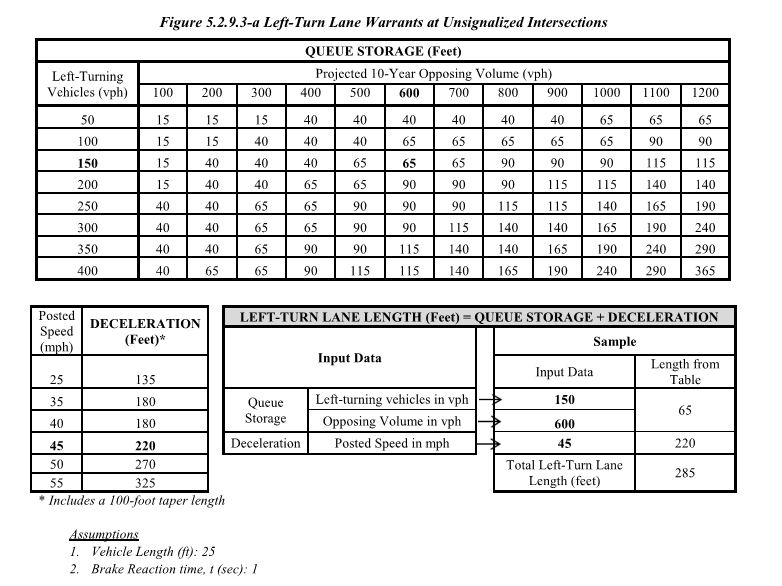 Figure 5.2.9.3-a Left-Turn Lane Warrants at Unsignalized Intersections
QUEUE STORAGE (Feet)
Left-Turning Vehicles (vph) Projected 10-Year Opposing Volume (vph)
100 200 300 400 500 600 700 800 900 1000 1100 1200
50 15 15 15 40 40 40 40 40 40 65 65 65
100 15 15 40 40 40 65 65 65 65 65 90 90
150 15 40 40 40 65 65 65 90 90 90 115 115
200 15 40 40 65 65 90 90 90 115 115 140 140
250 40 40 65 65 90 90 90 115 115 140 165 190
300 40 40 65 65 90 90 115 140 140 165 190 240
350 40 40 65 90 90 115 140 140 165 190 240 290
400 40 65 65 90 115 115 140 165 190 240 290 365
Posted Speed (mph) DECELERATION (Feet)*
25 135
35 180
40 180
45 220
50 270
55 325
* Includes a 100-foot taper length
LEFT-TURN LANE LENGTH (Feet) = QUEUE STORAGE + DECELERATION
Input Data Sample
Input Data Length from Table
Queue Storage Left-turning vehicles in vph 150 65
Opposing Volume in vph 600
Deceleration Posted Speed in mph 45 220
Total Left-Turn Lane Length (feet) 285
Assumptions
1. Vehicle Length (ft): 25
2. Brake Reaction time, t (sec): 1